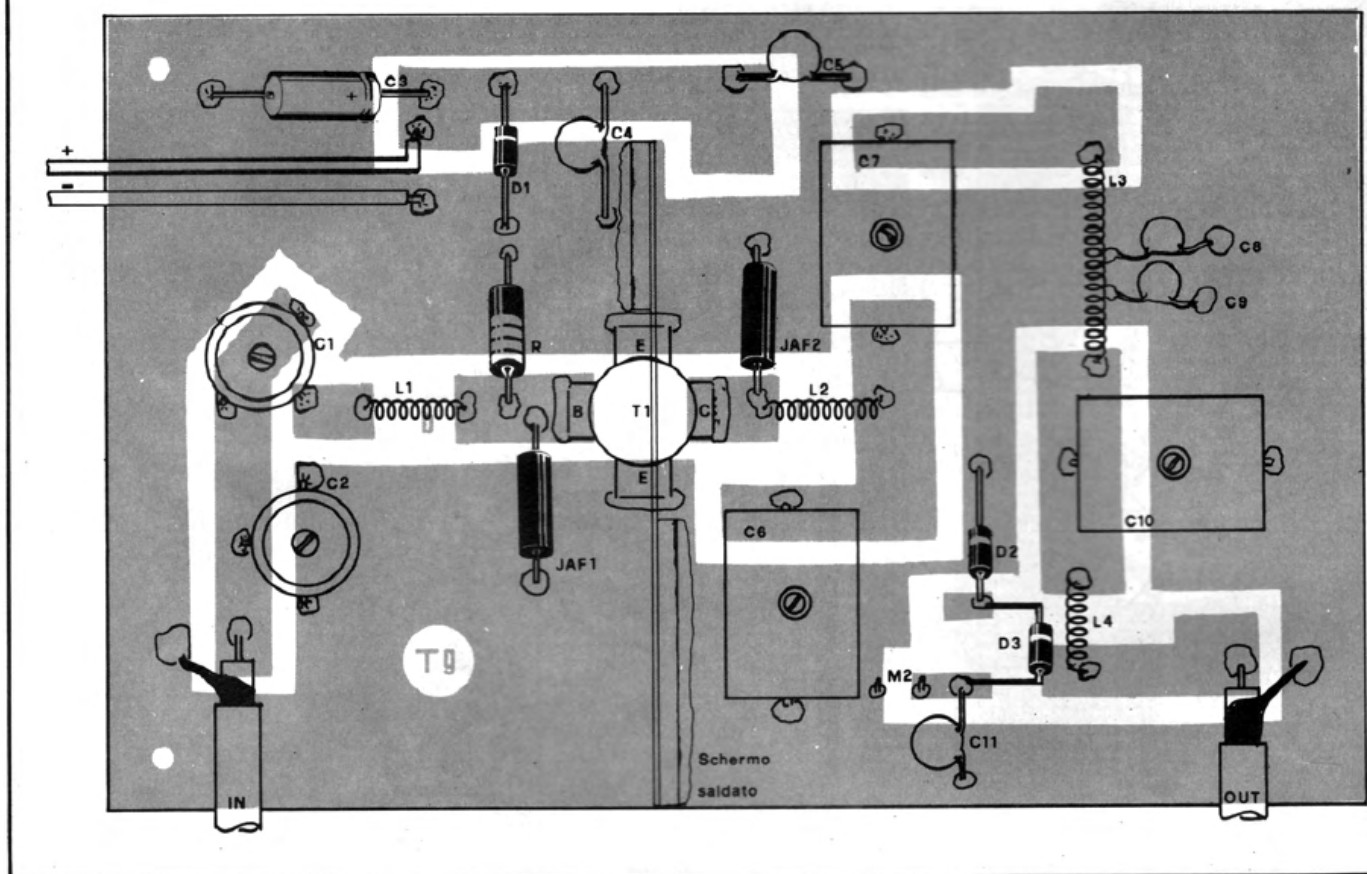 C3
+
C5
C4
+
-
D1
C7
L3
C8
C9
C1
R
E
JAF2
L1
B
T1
C
L2
E
C2
C6
C10
JAF1
D2
L4
D3
T9
M2
C11
Schermo
saldato
IN
OUT